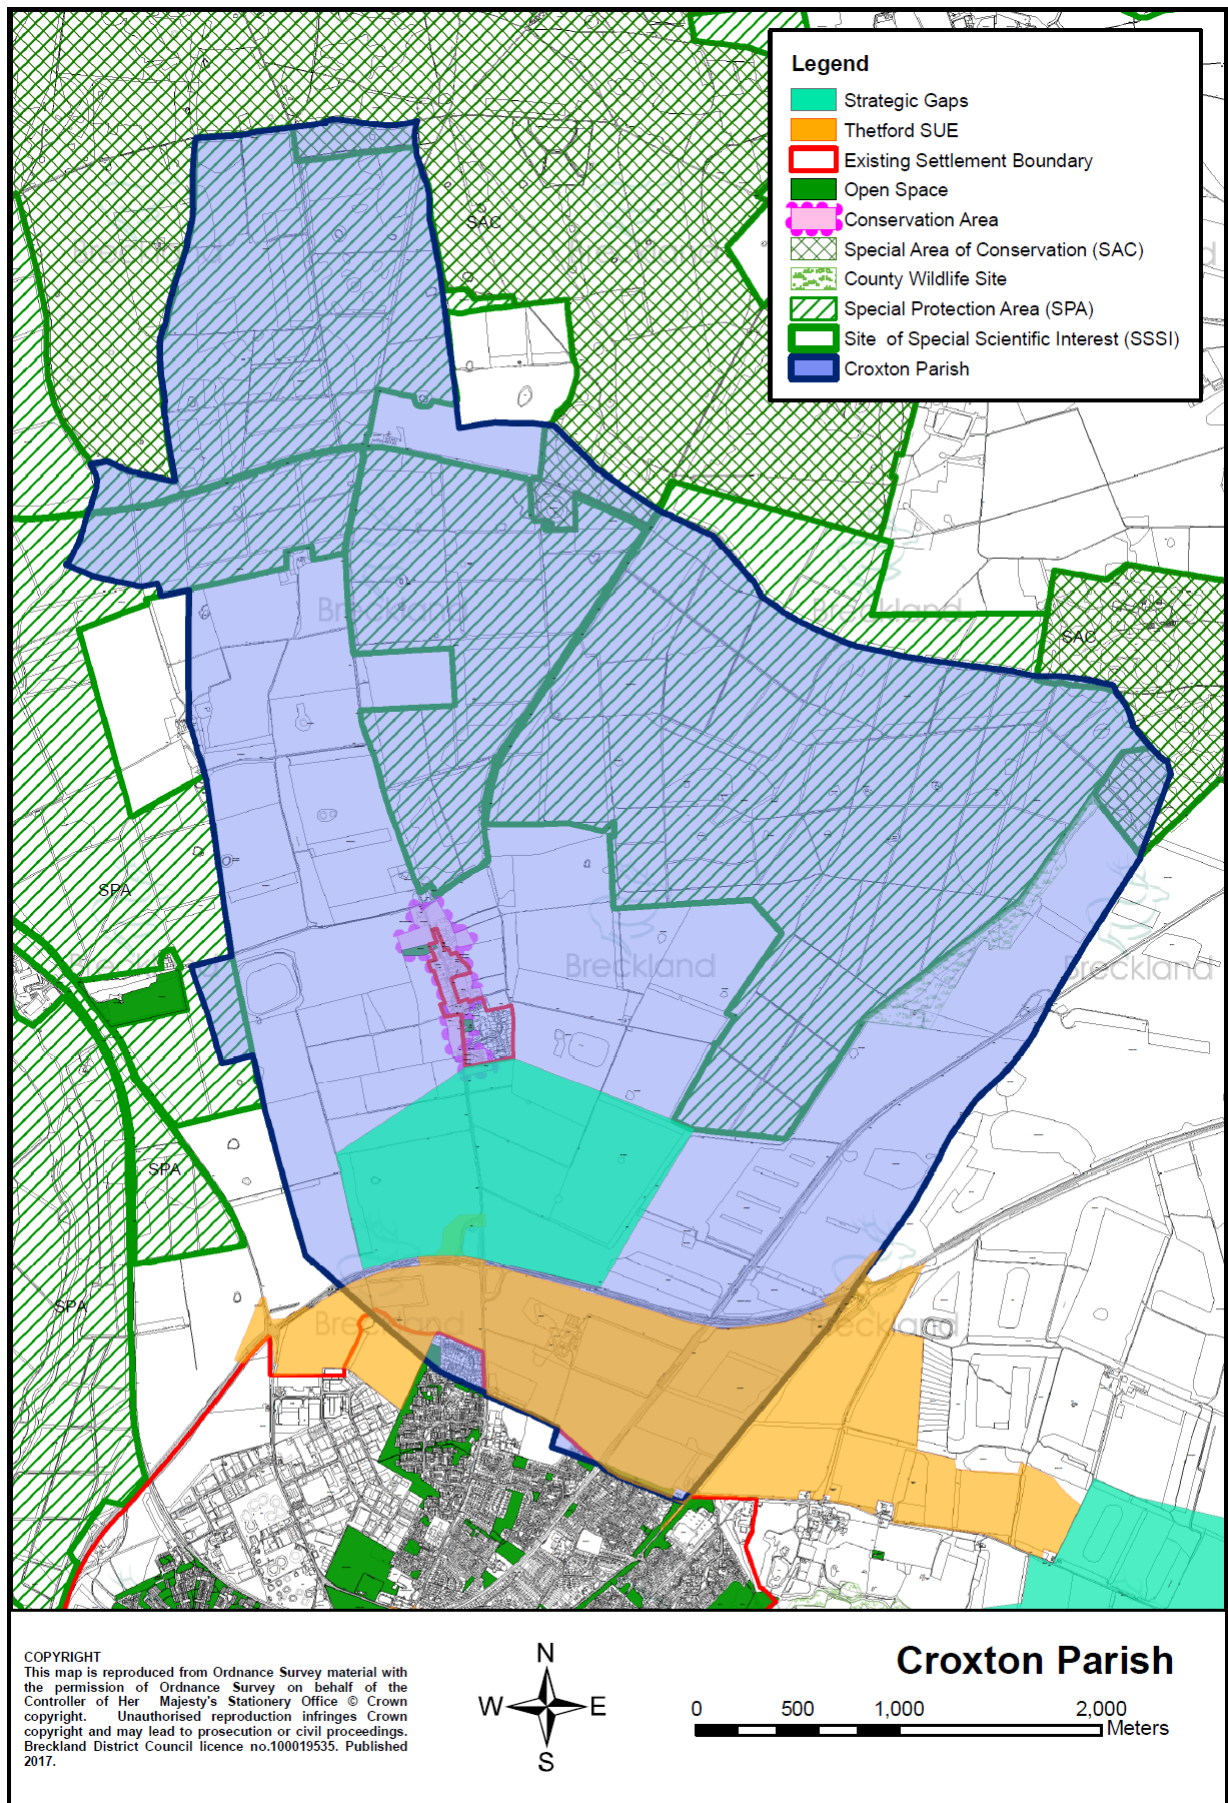 Legend
Strategic Gaps
Thetford SUE
Existing Settlement Boundary
Open Space
Conservation Area
Special Area of Conservation (SAC)
County Wildlife Site
Special Protection Area (SPA)
Site of Special Scientific Interest (SSSI)
Croxton Parish
SAC
Breckland
Breckland
SAC
SPA
Breckland
Breckland
Breckland
SPA
SPA
Breckland
Breckland
COPYRIGHT
This map is reproduced from Ordnance Survey material with
the permission of Ordnance Survey on behalf of the
Controller of Her Majesty's Stationery Office © Crown
copyright. Unauthorised reproduction infringes Crown
copyright and may lead to prosecution or civil proceedings.
Breckland District Council licence no.100019535. Published
2017.
N
W E
S
Croxton Parish
0 500 1,000 2,000
Meters